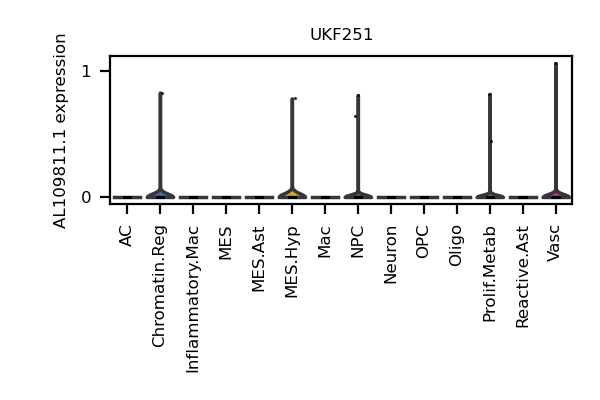 UKF251
AL109811.1 expression
1
0
AC
Chromatin.Reg
Inflammatory.Mac
MES
MES.Ast
MES.Hyp
Mac
NPC
Neuron
OPC
Oligo
Prolif.Metab
Reactive.Ast
Vasc